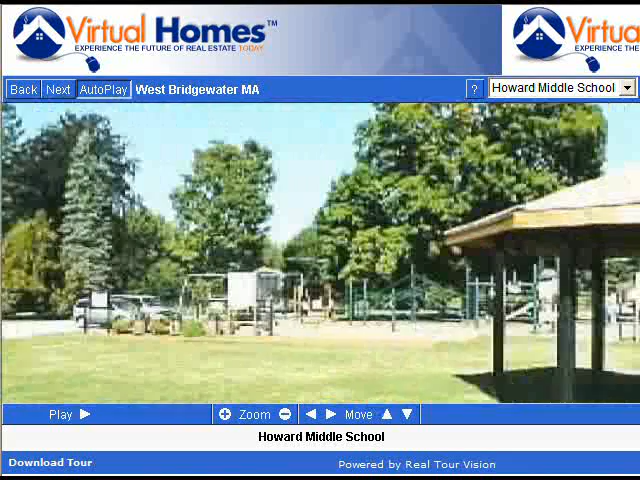 Virtual Homes™
EXPERIENCE THE FUTURE OF REAL ESTATE TODAY
Virtua
EXPERIENCE THE
Back Next AutoPlay West Bridgewater MA ? Howard Middle School
Play Zoom Move
Howard Middle School
Download Tour Powered by Real Tour Vision